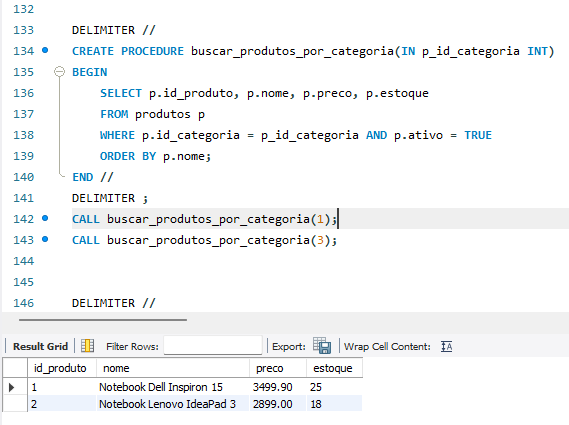 132
133 DELIMITER //
134 CREATE PROCEDURE buscar_produtos_por_categoria(IN p_id_categoria INT)
135 BEGIN
136 SELECT p.id_produto, p.nome, p.preco, p.estoque
137 FROM produtos p
138 WHERE p.id_categoria = p_id_categoria AND p.ativo = TRUE
139 ORDER BY p.nome;
140 END //
141 DELIMITER ;
142 CALL buscar_produtos_por_categoria(1);
143 CALL buscar_produtos_por_categoria(3);
144
145
146 DELIMITER //
Result Grid Filter Rows: Export: Wrap Cell Content:
id_produto nome preco estoque
1 Notebook Dell Inspiron 15 3499.90 25
2 Notebook Lenovo IdeaPad 3 2899.00 18